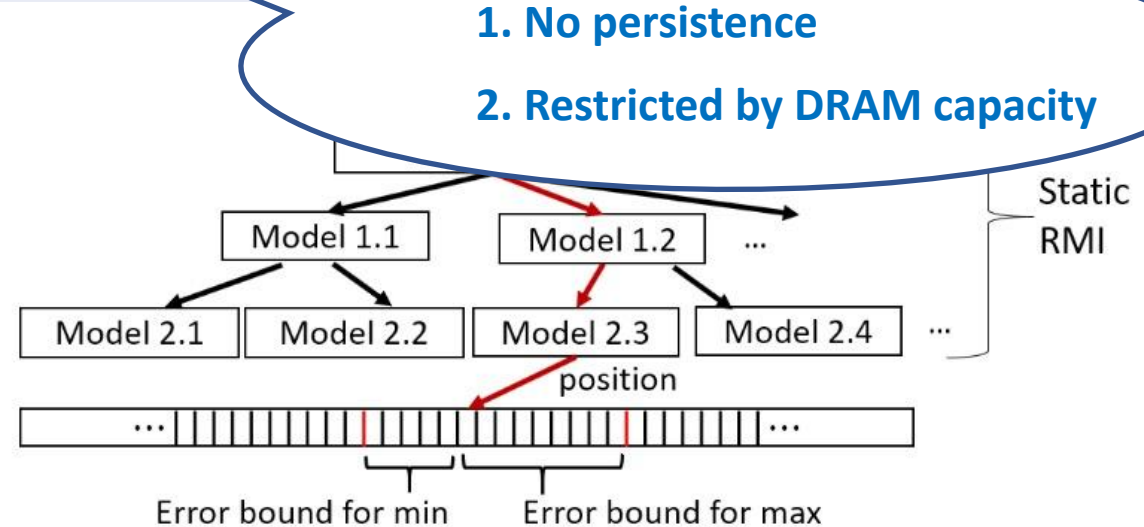 1. No persistence
2. Restricted by DRAM capacity
Static
RMI
Model 1.1
Model 1.2
...
Model 2.1
Model 2.2
Model 2.3
Model 2.4
...
position
...
...
Error bound for min
Error bound for max